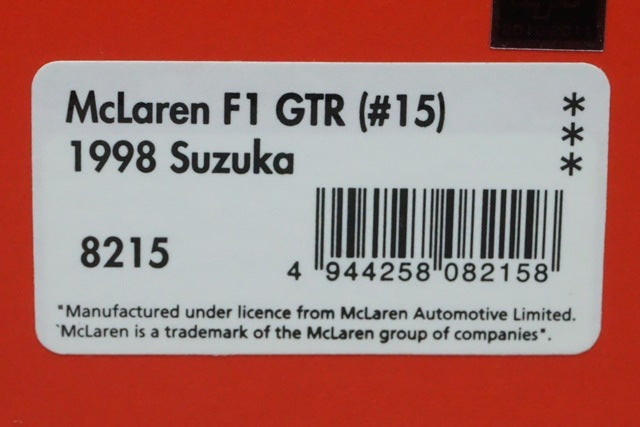 McLaren F1 GTR (#15)
1998 Suzuka
***
8215
4 944258 082158
"Manufactured under licence from McLaren Automotive Limited.
`McLaren is a trademark of the McLaren group of companies".